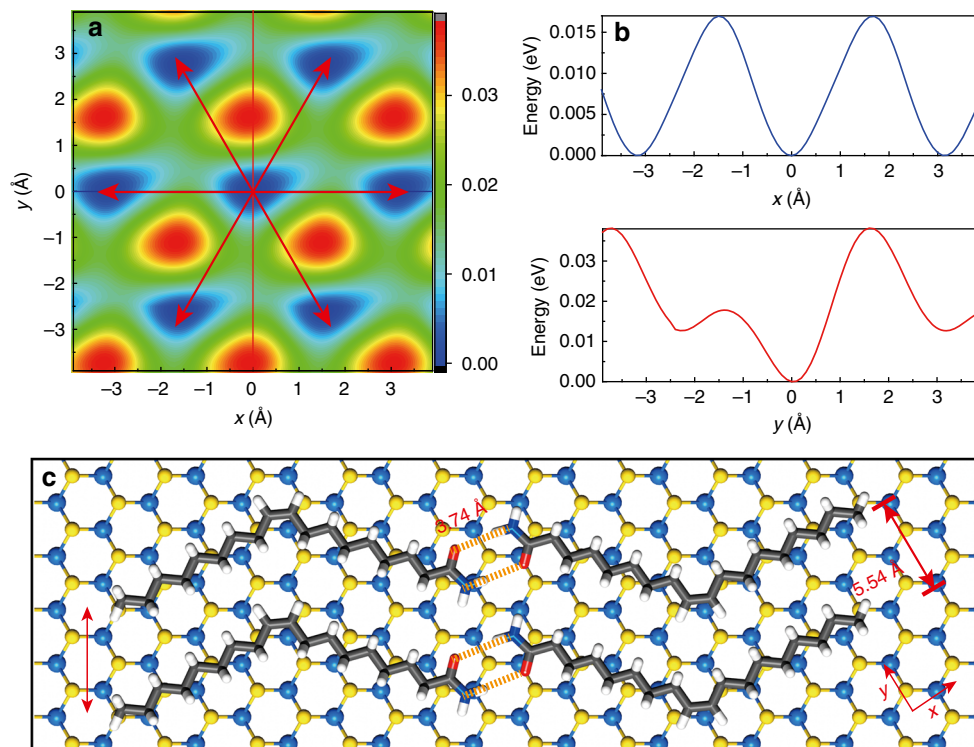 a
3
2
1
0
−1
−2
−3
y (Å)
−3 −2 −1 0 1 2 3
x (Å)
0.03
0.02
0.01
0.00
b
0.015
0.010
0.005
0.000
Energy (eV)
−3 −2 −1 0 1 2 3
x (Å)
0.03
0.02
0.01
0.00
Energy (eV)
−3 −2 −1 0 1 2 3
y (Å)
c
3.74 Å
5.54 Å
y
x